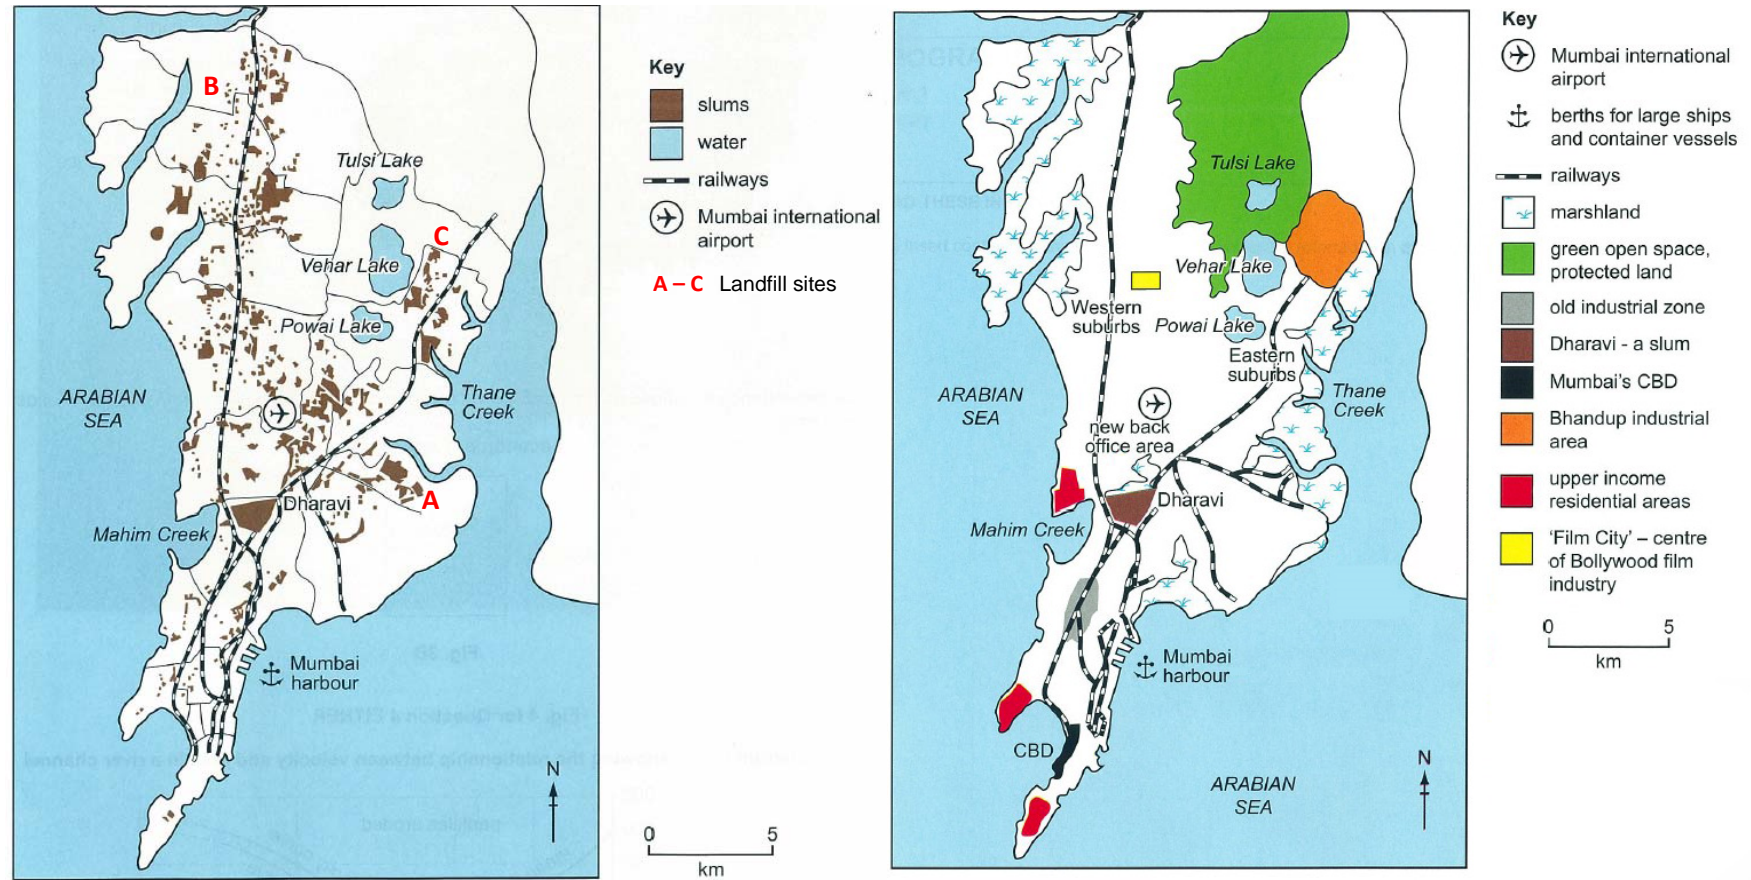 B
Tulsi Lake
C
Vehar Lake
Powai Lake
ARABIAN
SEA
Thane
Creek
A
Dharavi
Mahim Creek
Mumbai
harbour
N
Key
slums
water
railways
Mumbai international
airport
A – C Landfill sites
0 5
km
Tulsi Lake
Vehar Lake
Western
suburbs
Powai Lake
Eastern
suburbs
ARABIAN
SEA
Thane
Creek
new back
office area
Dharavi
Mahim Creek
Mumbai
harbour
CBD
N
ARABIAN
SEA
Key
Mumbai international
airport
berths for large ships
and container vessels
railways
marshland
green open space,
protected land
old industrial zone
Dharavi - a slum
Mumbai's CBD
Bhandup industrial
area
upper income
residential areas
'Film City' – centre
of Bollywood film
industry
0 5
km